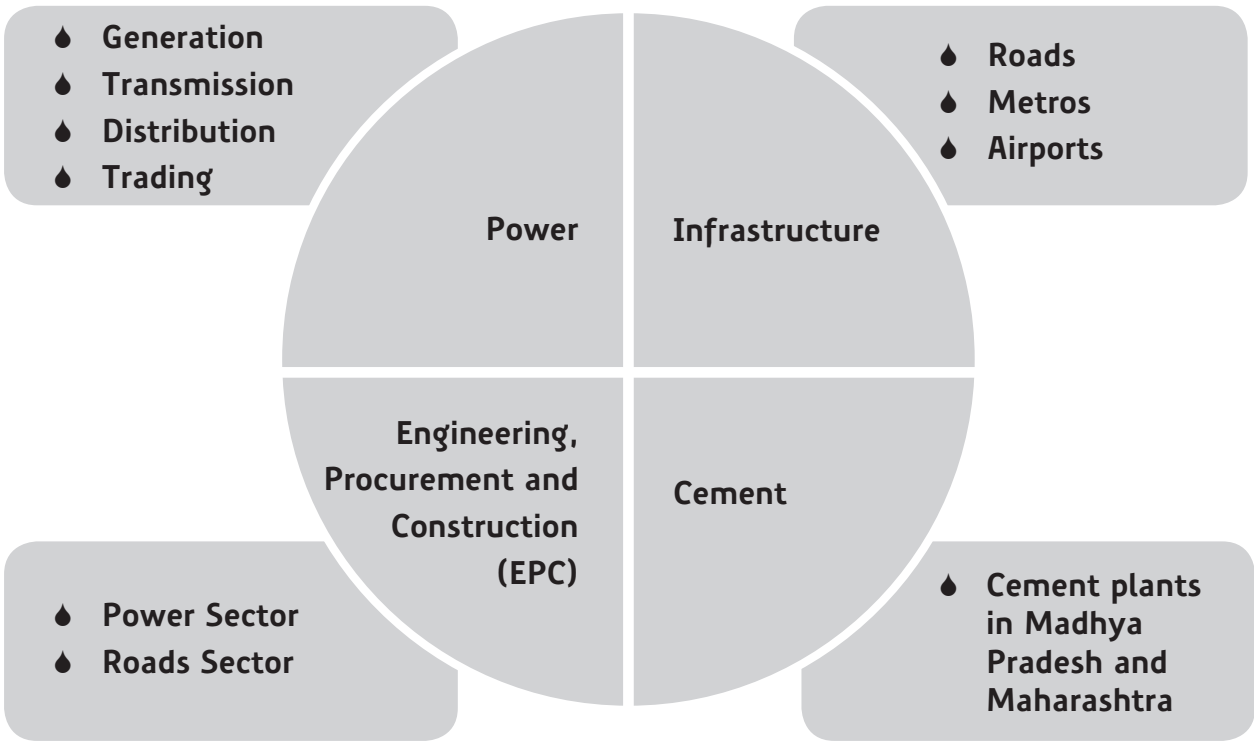 Generation
Transmission
Distribution
Trading
Roads
Metros
Airports
Power
Infrastructure
Engineering,
Procurement and
Construction
(EPC)
Cement
Power Sector
Roads Sector
Cement plants
in Madhya
Pradesh and
Maharashtra